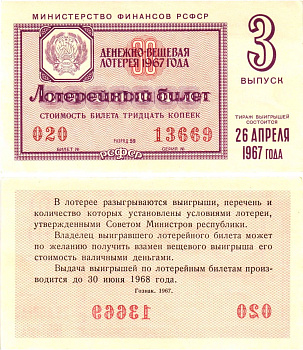 МИНИСТЕРСТВО ФИНАНСОВ РСФСР
ДЕНЕЖНО-ВЕЩЕВАЯ
ЛОТЕРЕЯ 1967 ГОДА
3
ВЫПУСК
Лотерейный билет
СТОИМОСТЬ БИЛЕТА ТРИДЦАТЬ КОПЕЕК
ТИРАЖ ВЫИГРЫШЕЙ
СОСТОИТСЯ
26 АПРЕЛЯ
1967 ГОДА
020
РАЗРЯД 59
13669
БИЛЕТ №
РСФСР
СЕРИЯ №
В лотерее разыгрываются выигрыши, перечень и
количество которых установлены условиями лотереи,
утвержденными Советом Министров республики.
Владелец выигравшего лотерейного билета может
по желанию получить взамен вещевого выигрыша его
стоимость наличными деньгами.
Выдача выигрышей по лотерейным билетам произ-
водится до 30 июня 1968 года.
Гознак. 1967.
13669
020